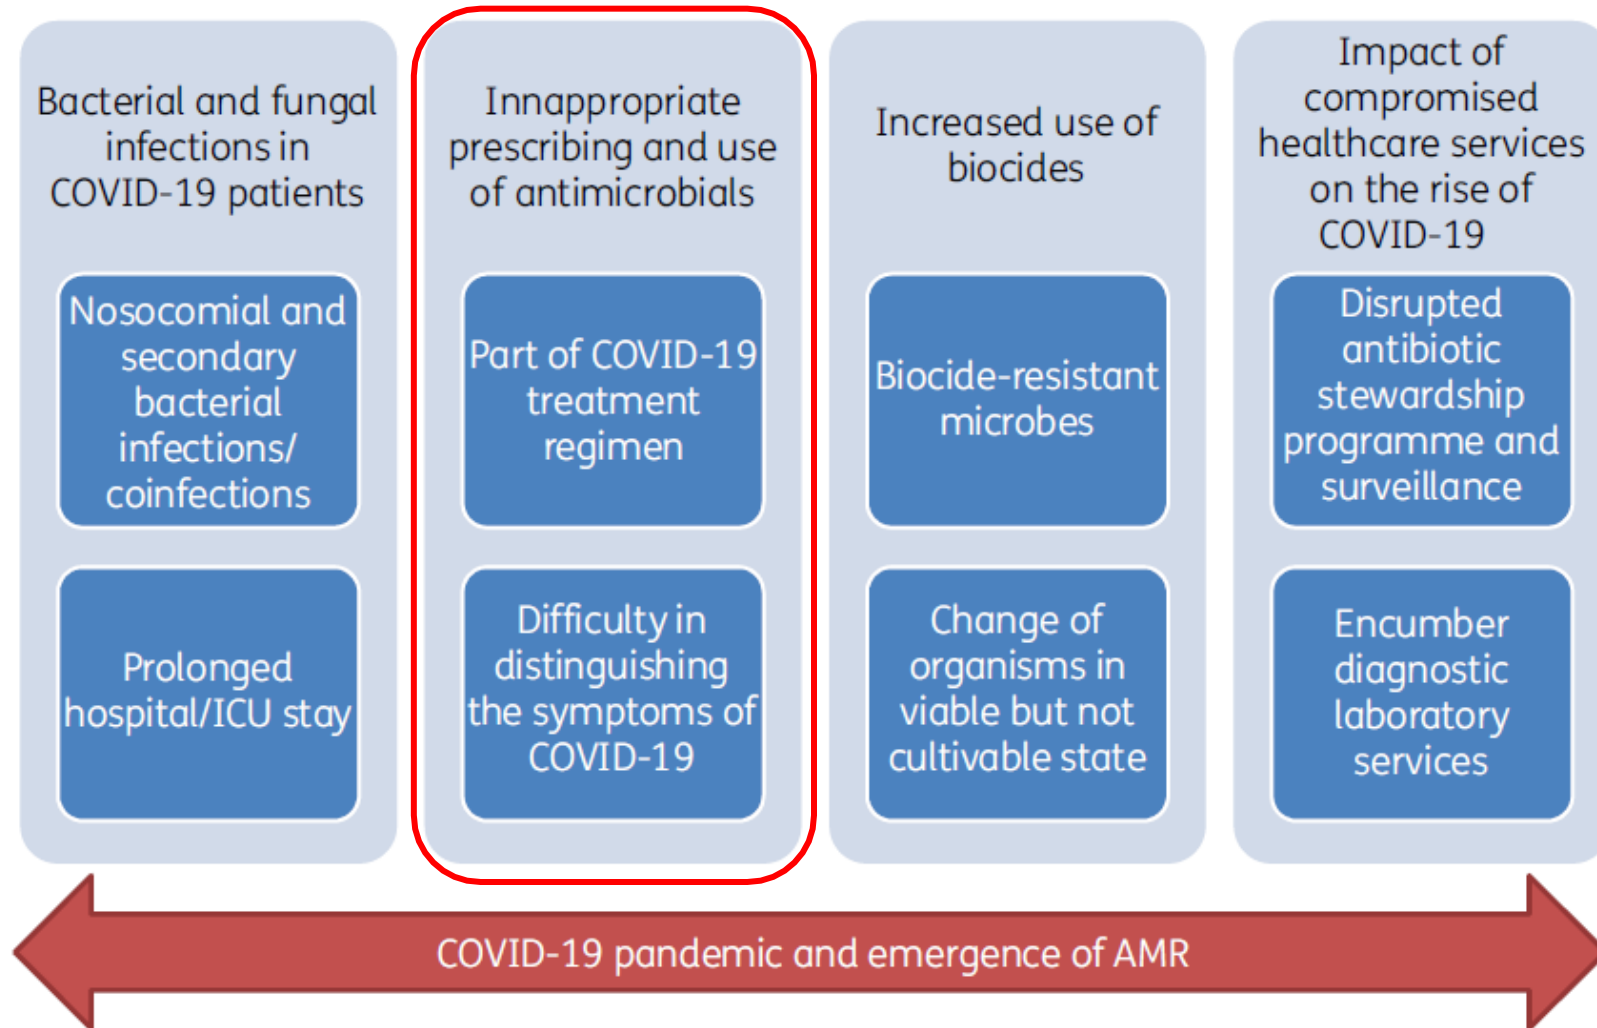 Bacterial and fungal
infections in
COVID-19 patients
Nosocomial and
secondary
bacterial
infections/
coinfections
Prolonged
hospital/ICU stay
Innappropriate
prescribing and use
of antimicrobials
Part of COVID-19
treatment
regimen
Difficulty in
distinguishing
the symptoms of
COVID-19
Increased use of
biocides
Biocide-resistant
microbes
Change of
organisms in
viable but not
cultivable state
Impact of
compromised
healthcare services
on the rise of
COVID-19
Disrupted
antibiotic
stewardship
programme and
surveillance
Encumber
diagnostic
laboratory
services
COVID-19 pandemic and emergence of AMR